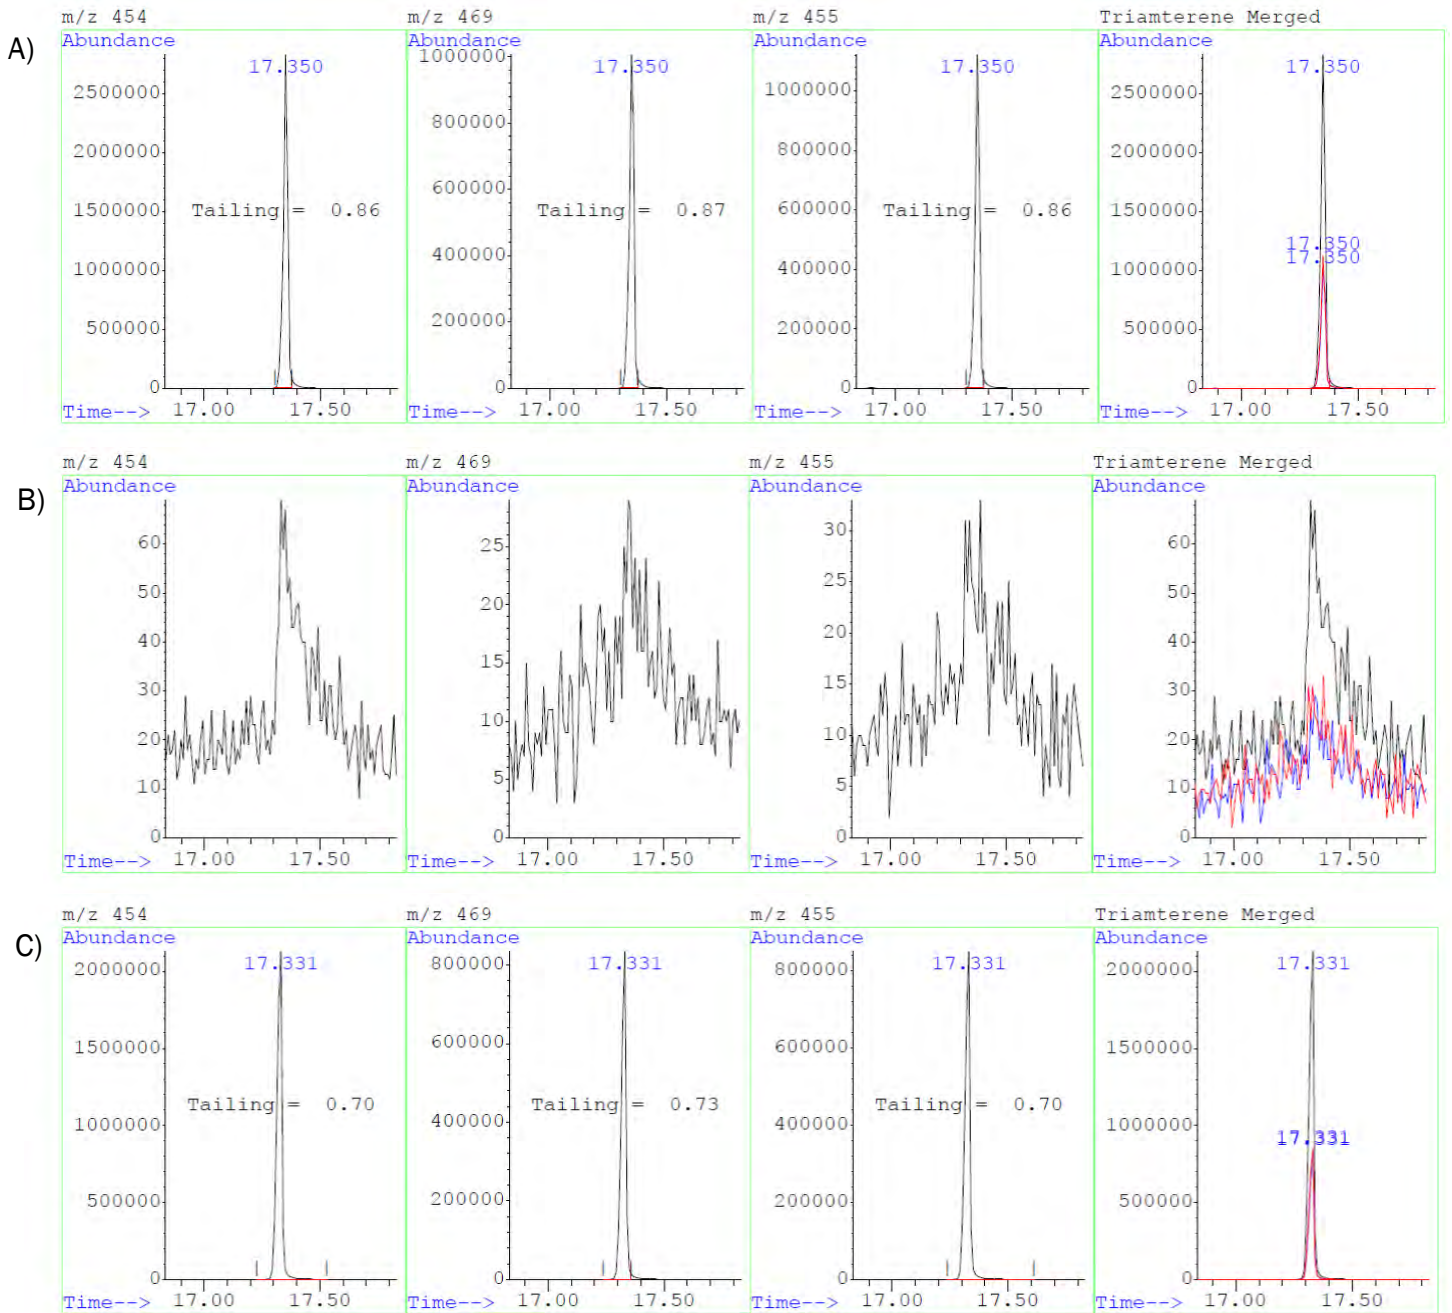 A)
m/z 454
Abundance
17.350
2500000
2000000
1500000
1000000
500000
0
Tailing = 0.86
Time-->
17.00 17.50
m/z 469
Abundance
17.350
1000000
800000
600000
400000
200000
0
Tailing = 0.87
17.00 17.50
m/z 455
Abundance
17.350
1000000
800000
600000
400000
200000
0
Tailing = 0.86
Time-->
17.00 17.50
Triamterene Merged
Abundance
17.350
2500000
2000000
1500000
17.350
17.350
1000000
500000
0
Time-->
17.00 17.50
B)
m/z 454
Abundance
60
50
40
30
20
10
0
Time-->
17.00 17.50
m/z 469
Abundance
25
20
15
10
5
0
Time-->
17.00 17.50
m/z 455
Abundance
30
25
20
15
10
5
0
Time-->
17.00 17.50
Triamterene Merged
Abundance
60
50
40
30
20
10
0
Time-->
17.00 17.50
C)
m/z 454
Abundance
17.331
2000000
1500000
1000000
500000
0
Tailing = 0.70
Time-->
17.00 17.50
m/z 469
Abundance
17.331
800000
600000
400000
200000
0
Tailing = 0.73
Time-->
17.00 17.50
m/z 455
Abundance
17.331
800000
600000
400000
200000
0
Tailing = 0.70
Time-->
17.00 17.50
Triamterene Merged
Abundance
17.331
2000000
1500000
1000000
17.331
500000
0
Time-->
17.00 17.50